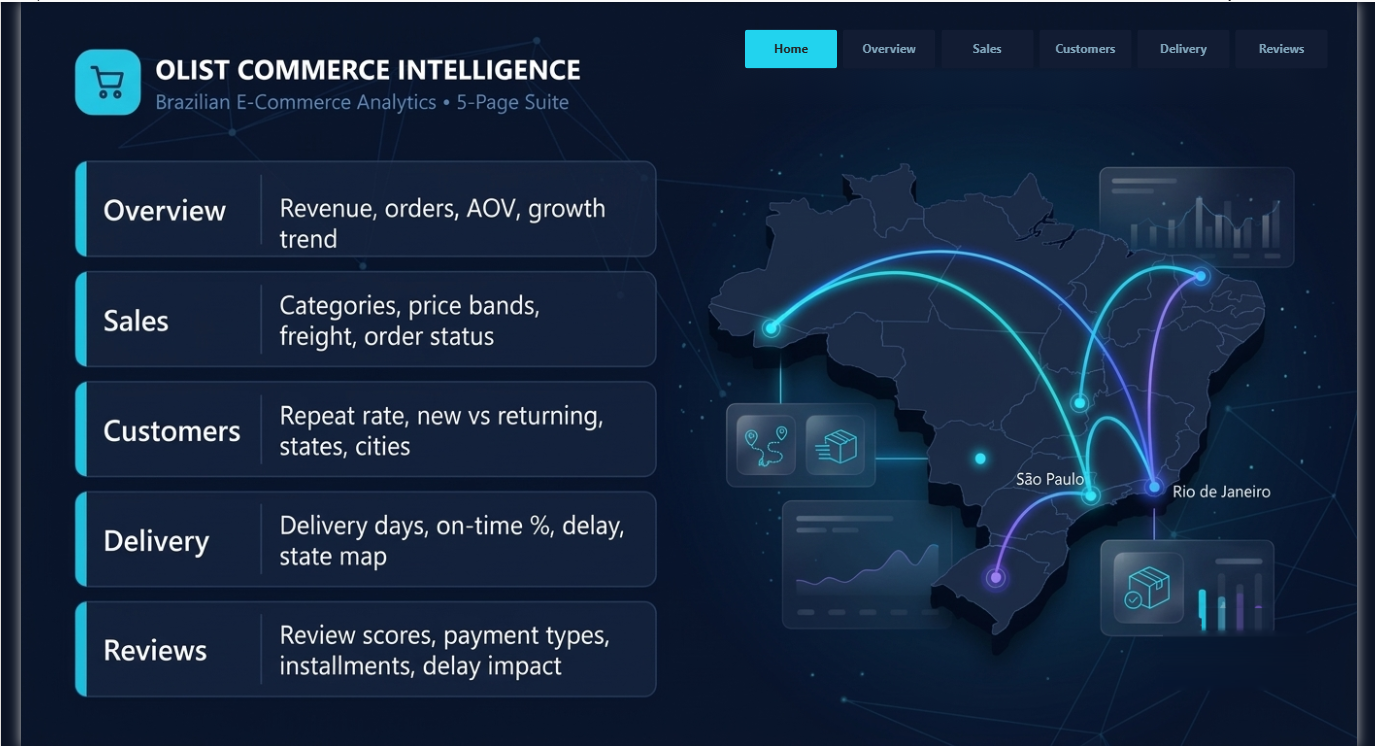 OLIST COMMERCE INTELLIGENCE
Brazilian E-Commerce Analytics • 5-Page Suite
Home
Overview
Sales
Customers
Delivery
Reviews
Overview
Revenue, orders, AOV, growth
trend
Sales
Categories, price bands,
freight, order status
Customers
Repeat rate, new vs returning,
states, cities
Delivery
Delivery days, on-time %, delay,
state map
Reviews
Review scores, payment types,
installments, delay impact
São Paulo
Rio de Janeiro